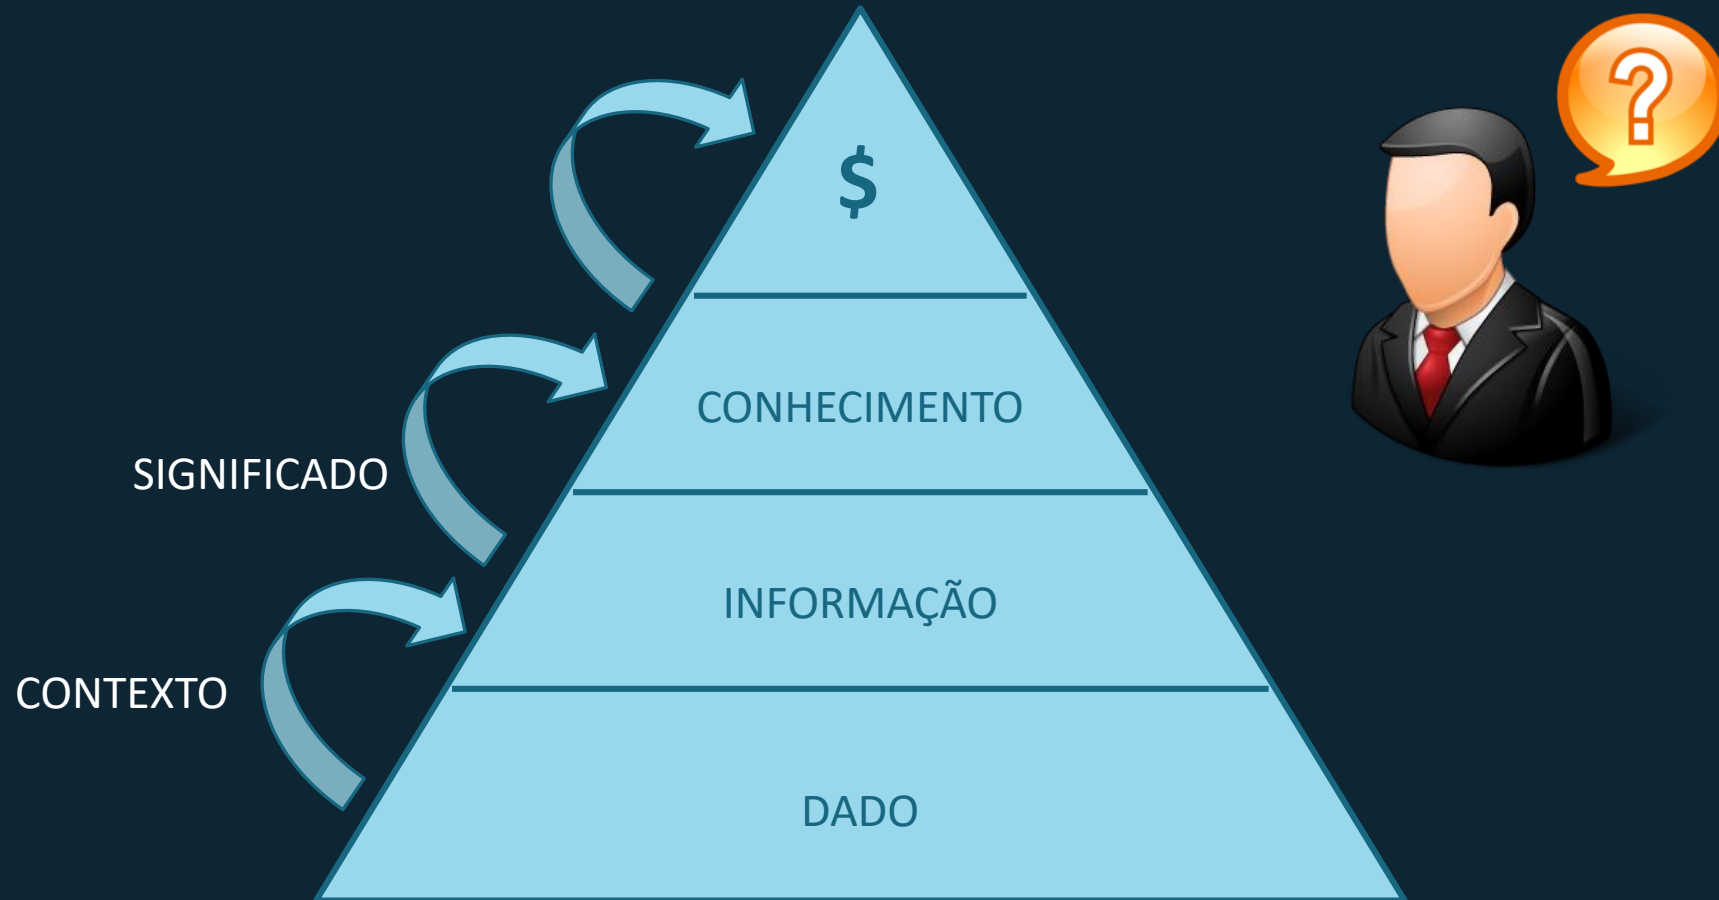 ?
$
CONHECIMENTO
SIGNIFICADO
INFORMAÇÃO
CONTEXTO
DADO